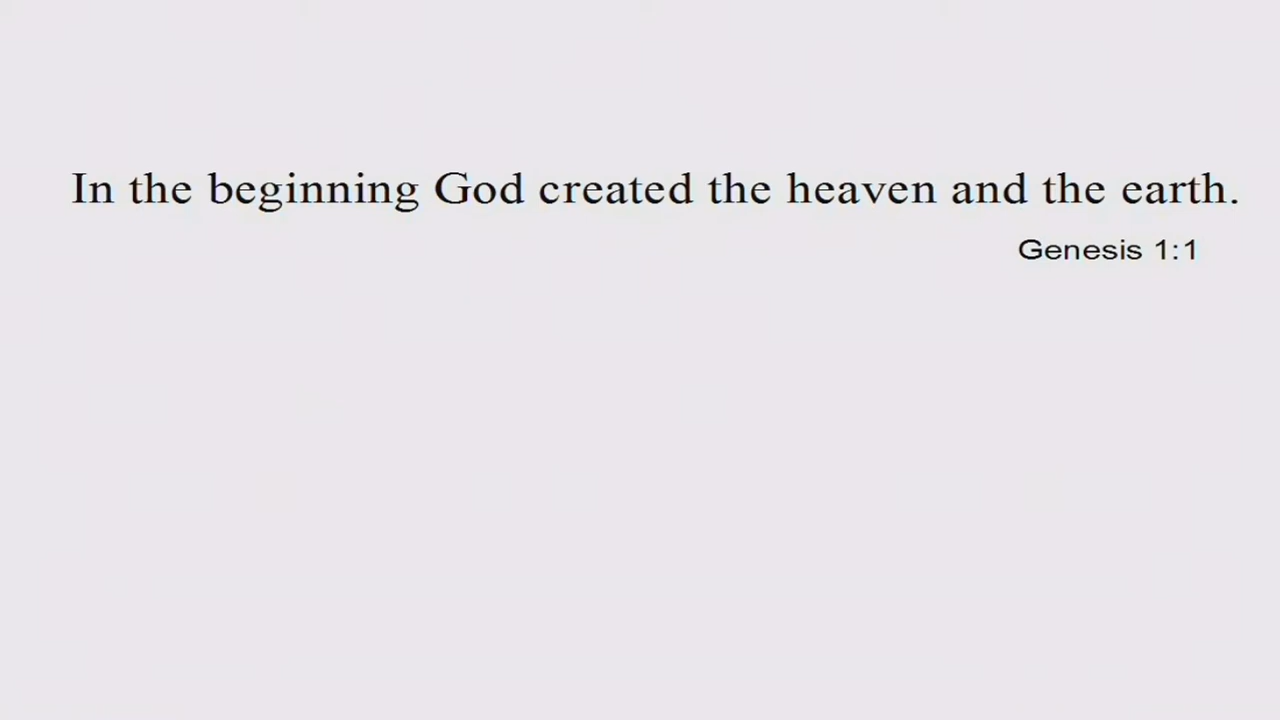 In the beginning God created the heaven and the earth.
Genesis 1:1